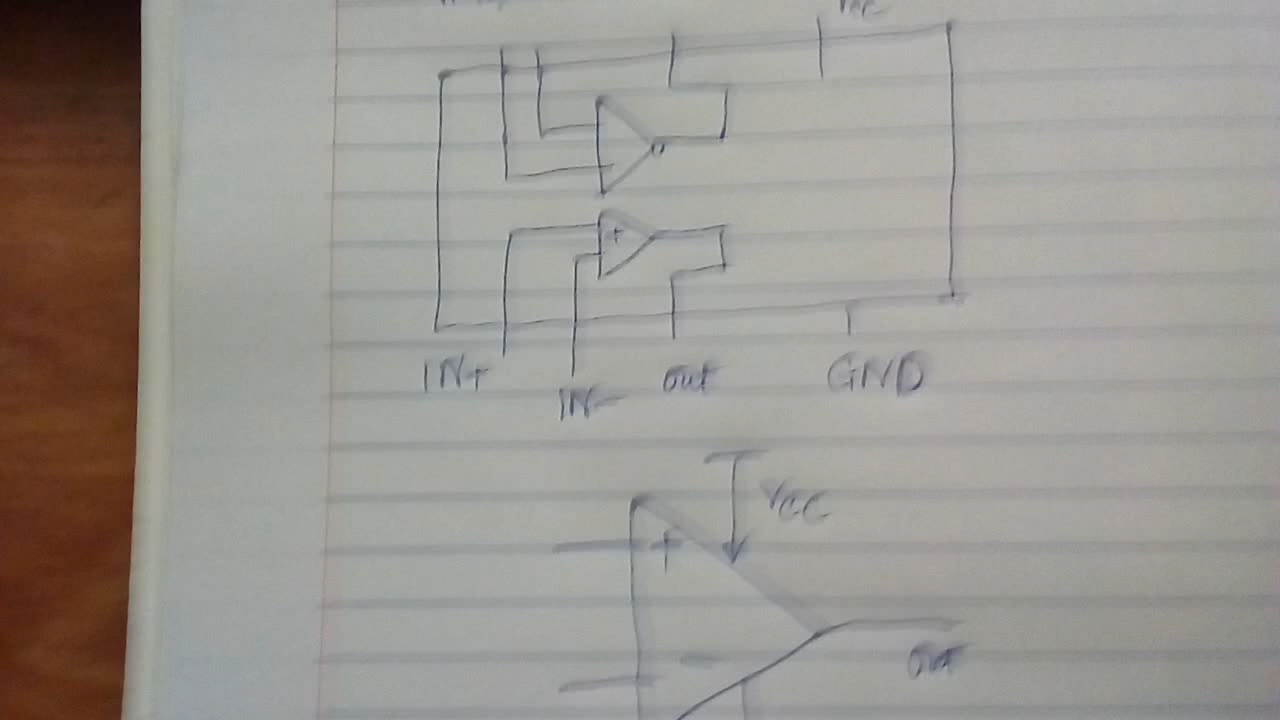 Vcc
+
IN+
IN-
out
GND
VCC
+
-
out